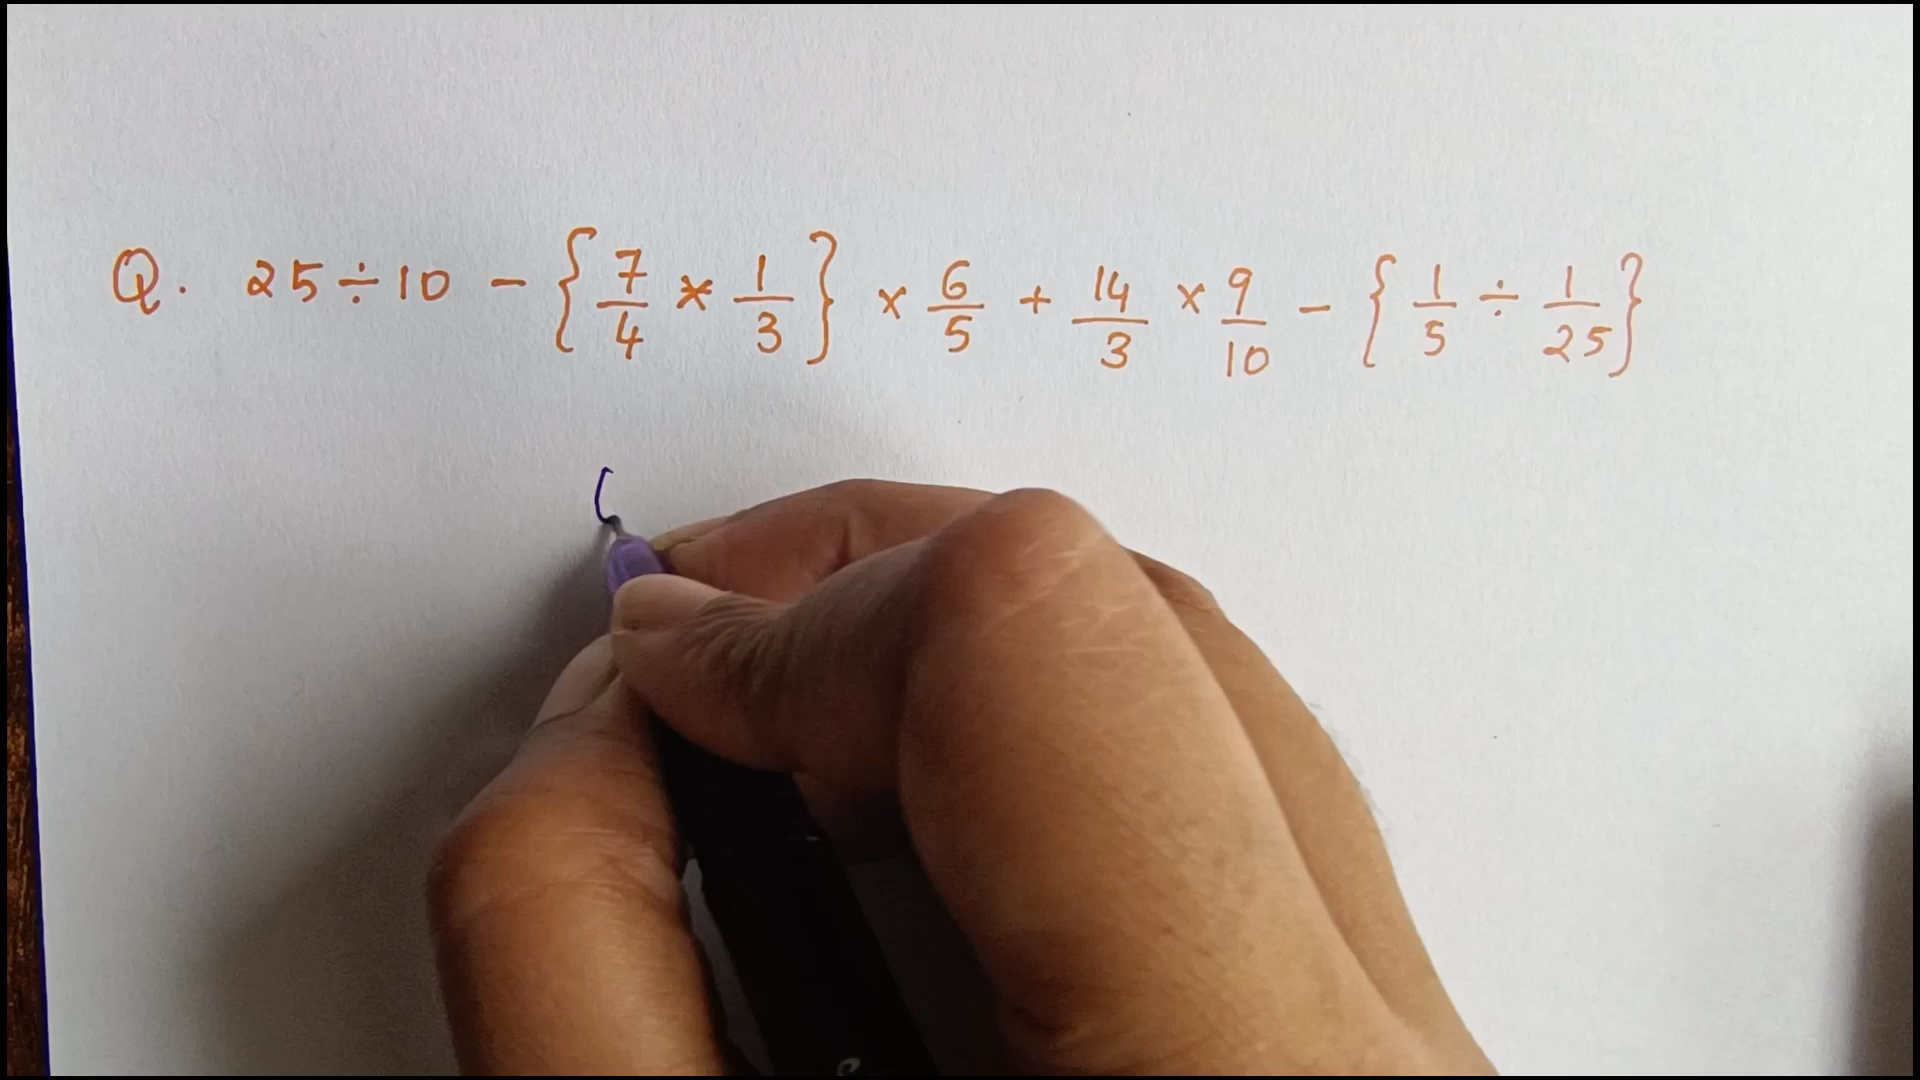 Q. 25 ÷ 10 - {7/4 × 1/3} × 6/5 + 14/3 × 9/10 - {1/5 ÷ 1/25}